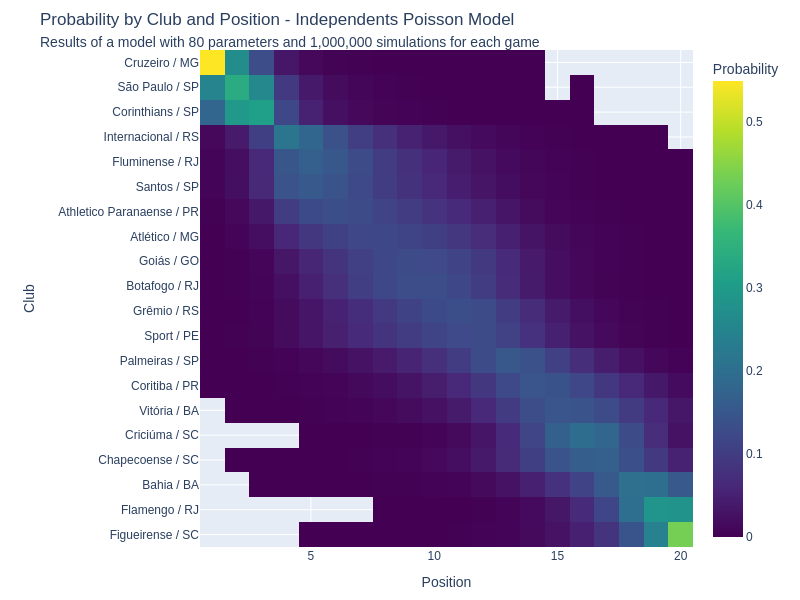 Probability by Club and Position - Independents Poisson Model
Results of a model with 80 parameters and 1,000,000 simulations for each game
Probability
Club
Cruzeiro / MG
São Paulo / SP
Corinthians / SP
Internacional / RS
Fluminense / RJ
Santos / SP
Athletico Paranaense / PR
Atlético / MG
Goiás / GO
Botafogo / RJ
Grêmio / RS
Sport / PE
Palmeiras / SP
Coritiba / PR
Vitória / BA
Criciúma / SC
Chapecoense / SC
Bahia / BA
Flamengo / RJ
Figueirense / SC
5 10 15 20
Position
0.5
0.4
0.3
0.2
0.1
0